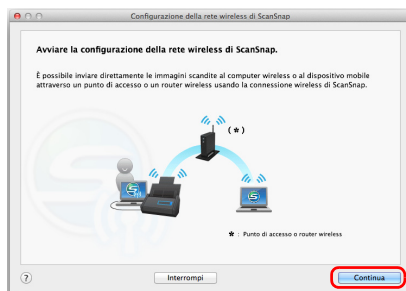 Configurazione della rete wireless di ScanSnap
Avviare la configurazione della rete wireless di ScanSnap.
È possibile inviare direttamente le immagini scandite al computer wireless o al dispositivo mobile
attraverso un punto di accesso o un router wireless usando la connessione wireless di ScanSnap.
(*)
* : Punto di accesso o router wireless
?
Interrompi
Continua